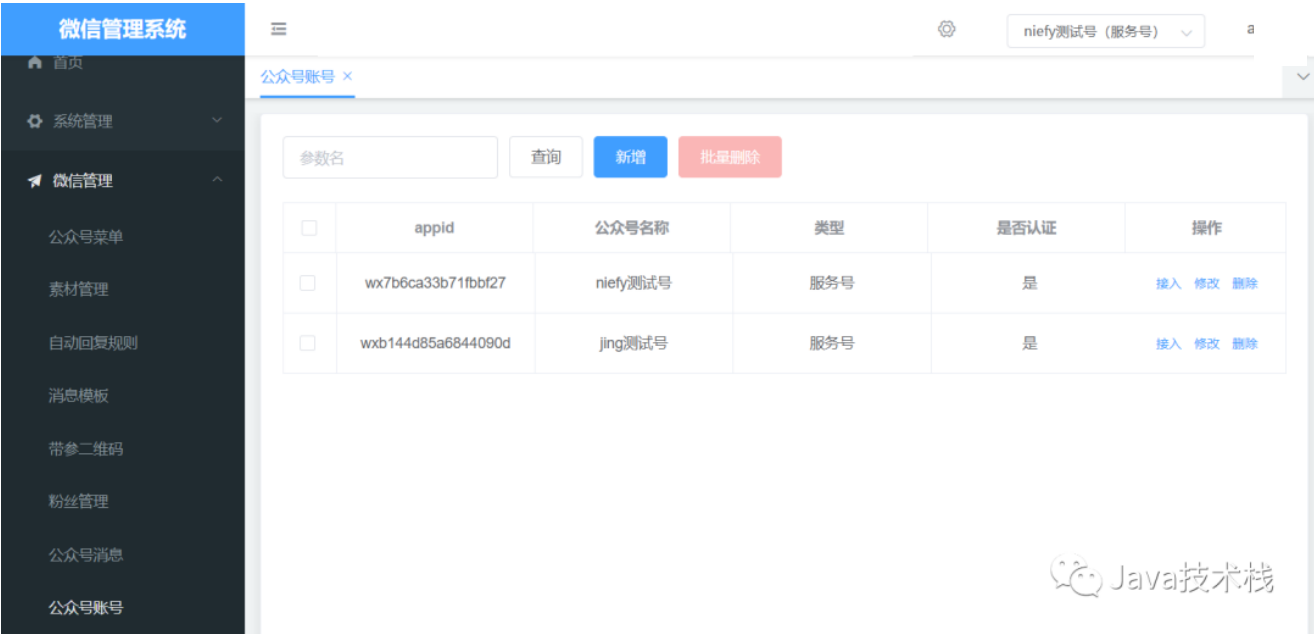 微信管理系统
niefy测试号（服务号）
a
首页
系统管理
微信管理
公众号菜单
素材管理
自动回复规则
消息模板
带参二维码
粉丝管理
公众号消息
公众号账号
公众号账号 ×
参数名 查询 新增 批量删除
appid 公众号名称 类型 是否认证 操作
wx7b6ca33b71fbbf27 niefy测试号 服务号 是 接入 修改 删除
wxb144d85a6844090d jing测试号 服务号 是 接入 修改 删除
Java技术栈